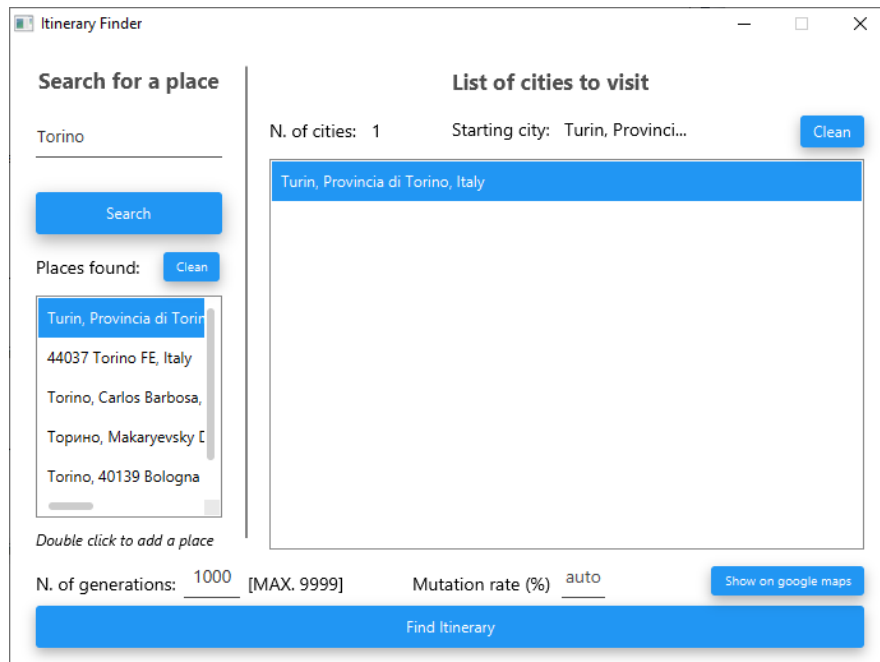 Itinerary Finder
Search for a place
Torino
Search
Places found:
Clean
Turin, Provincia di Torin
44037 Torino FE, Italy
Torino, Carlos Barbosa,
Торино, Makaryevsky
Torino, 40139 Bologna
Double click to add a place
List of cities to visit
N. of cities: 1
Starting city: Turin, Provinci...
Clean
Turin, Provincia di Torino, Italy
N. of generations: 1000 [MAX. 9999]
Mutation rate (%) auto
Show on google maps
Find Itinerary